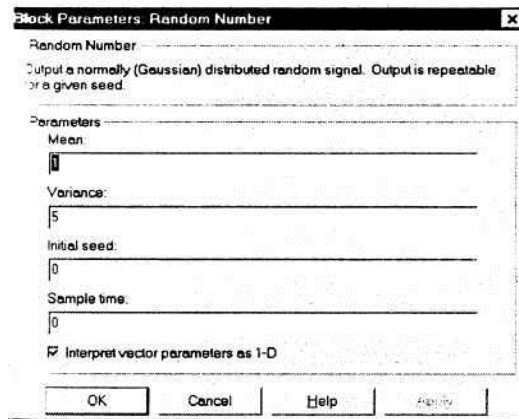 Block Parameters: Random Number
Random Number
Output a normally (Gaussian) distributed random signal. Output is repeatable
for a given seed.
Parameters
Mean:
1
Variance:
5
Initial seed:
0
Sample time:
0
Interpret vector parameters as 1-D
OK Cancel Help Apply